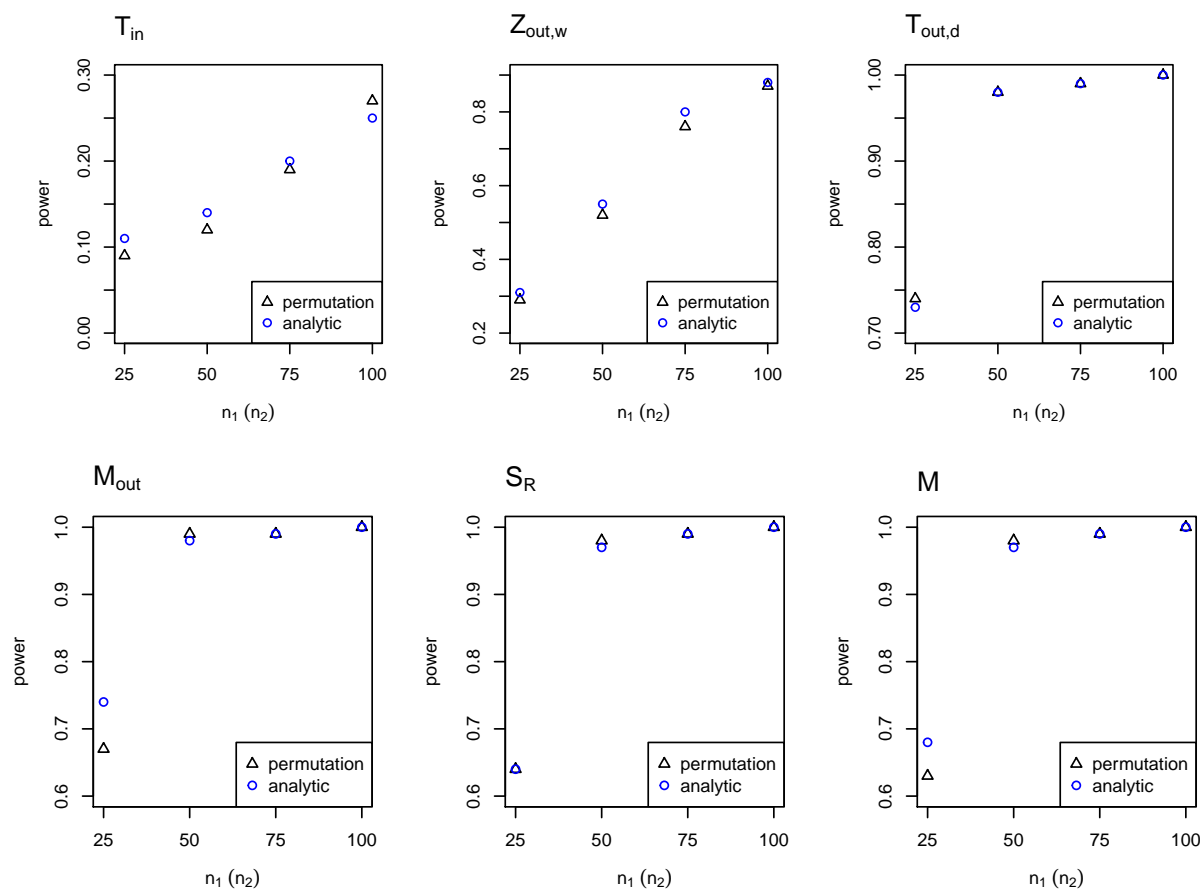 T_in
power
0.30
0.20
0.10
0.00
25 50 75 100
n_1 (n_2)
permutation
analytic
Z_out,w
power
0.8
0.6
0.4
0.2
25 50 75 100
n_1 (n_2)
permutation
analytic
T_out,d
power
1.00
0.90
0.80
0.70
25 50 75 100
n_1 (n_2)
permutation
analytic
M_out
power
1.0
0.9
0.8
0.7
0.6
25 50 75 100
n_1 (n_2)
permutation
analytic
S_R
power
1.0
0.9
0.8
0.7
0.6
25 50 75 100
n_1 (n_2)
permutation
analytic
M
power
1.0
0.9
0.8
0.7
0.6
25 50 75 100
n_1 (n_2)
permutation
analytic